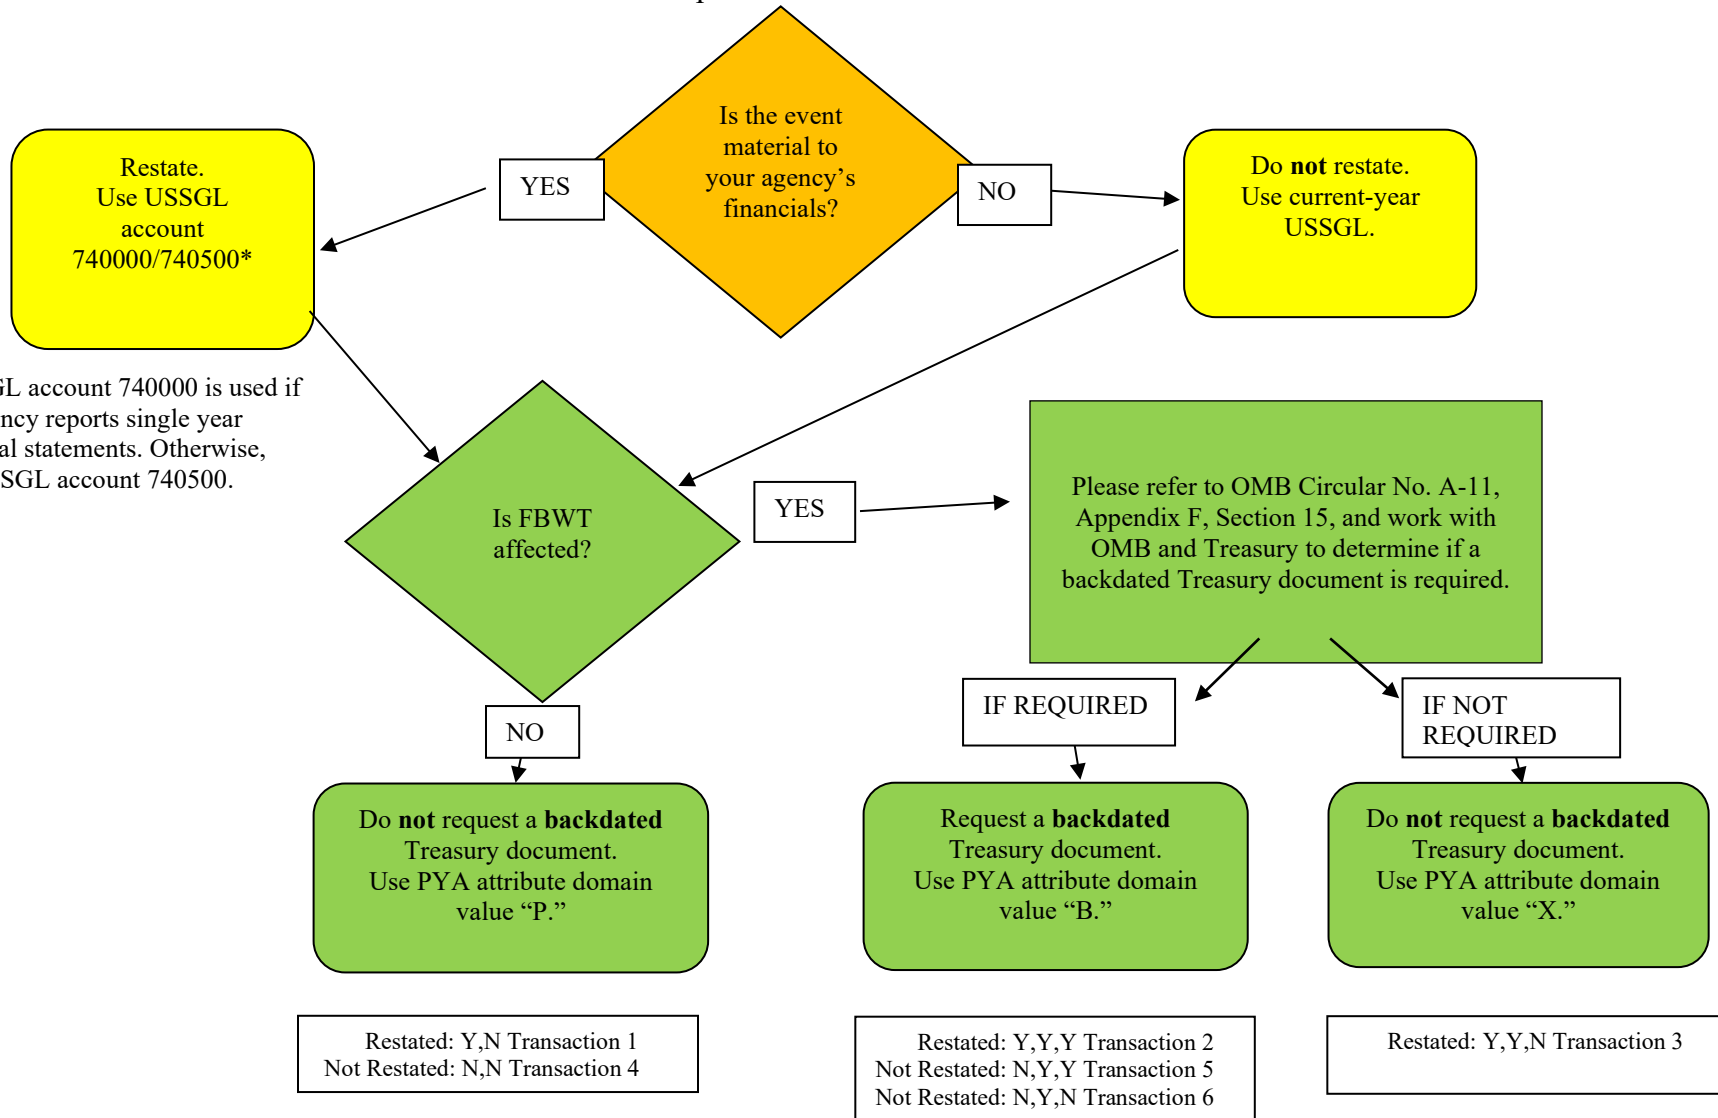 Is the event
material to
your agency’s
financials?
YES
NO
Restate.
Use USSGL
account
740000/740500*
Do not restate.
Use current-year
USSGL.
GL account 740000 is used if
ncy reports single year
al statements. Otherwise,
SGL account 740500.
Is FBWT
affected?
YES
Please refer to OMB Circular No. A-11,
Appendix F, Section 15, and work with
OMB and Treasury to determine if a
backdated Treasury document is required.
NO
IF REQUIRED
IF NOT
REQUIRED
Do not request a backdated
Treasury document.
Use PYA attribute domain
value “P.”
Request a backdated
Treasury document.
Use PYA attribute domain
value “B.”
Do not request a backdated
Treasury document.
Use PYA attribute domain
value “X.”
Restated: Y,N Transaction 1
Not Restated: N,N Transaction 4
Restated: Y,Y,Y Transaction 2
Not Restated: N,Y,Y Transaction 5
Not Restated: N,Y,N Transaction 6
Restated: Y,Y,N Transaction 3